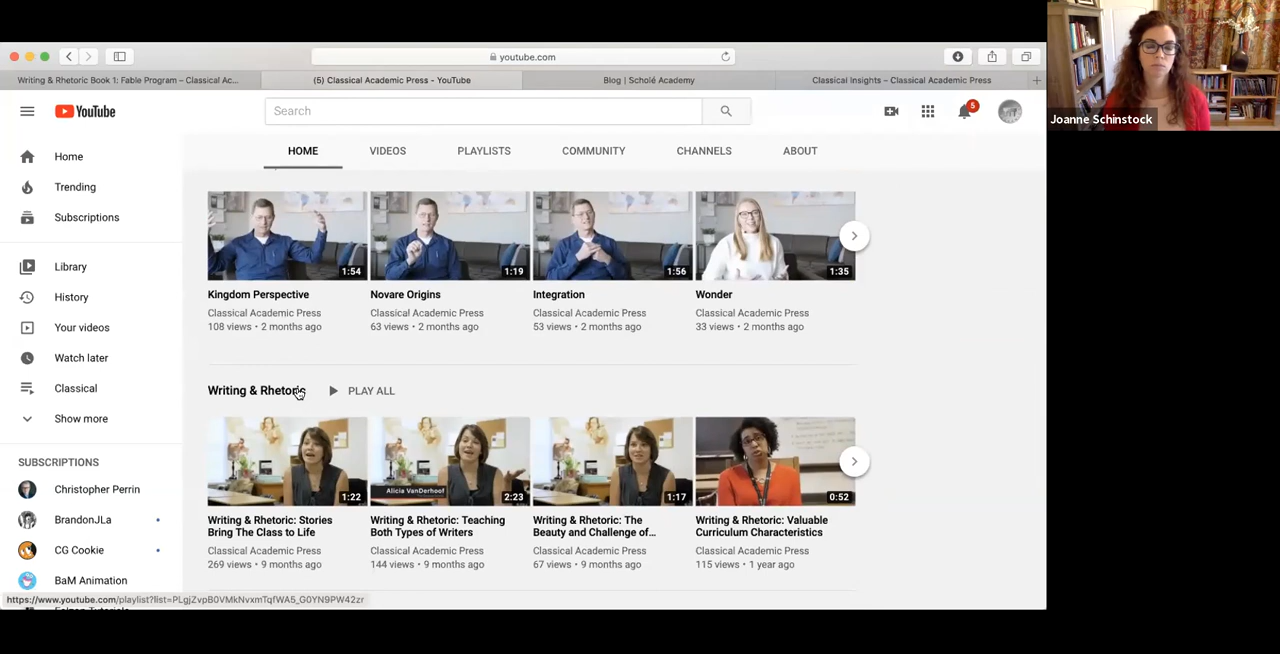 youtube.com
Writing & Rhetoric Book 1: Fable Program – Classical Ac...
(5) Classical Academic Press - YouTube
Blog | Scholé Academy
Classical Insights – Classical Academic Press
Joanne Schinstock
YouTube
Search
5
HOME
VIDEOS
PLAYLISTS
COMMUNITY
CHANNELS
ABOUT
Home
Trending
Subscriptions
Library
History
Your videos
Watch later
Classical
Show more
SUBSCRIPTIONS
Christopher Perrin
BrandonJLa
CG Cookie
BaM Animation
1:54
1:19
1:56
1:35
Kingdom Perspective
Novare Origins
Integration
Wonder
Classical Academic Press
Classical Academic Press
Classical Academic Press
Classical Academic Press
108 views • 2 months ago
63 views • 2 months ago
53 views • 2 months ago
33 views • 2 months ago
Writing & Rhetoric
PLAY ALL
1:22
Alicia VanDerhoef
2:23
1:17
0:52
Writing & Rhetoric: Stories
Bring The Class to Life
Writing & Rhetoric: Teaching
Both Types of Writers
Writing & Rhetoric: The
Beauty and Challenge of...
Writing & Rhetoric: Valuable
Curriculum Characteristics
Classical Academic Press
Classical Academic Press
Classical Academic Press
Classical Academic Press
269 views • 9 months ago
144 views • 9 months ago
67 views • 9 months ago
115 views • 1 year ago